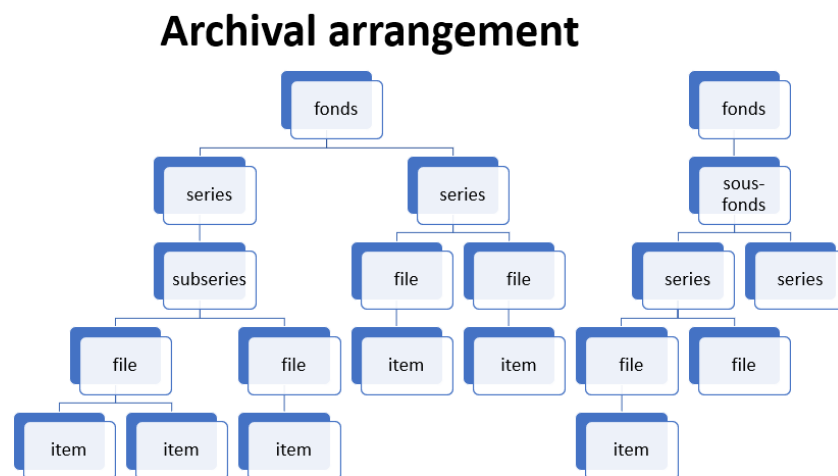 Archival arrangement
fonds fonds
series series sous-
fonds
subseries file file series series
file file item item file file
item item item item